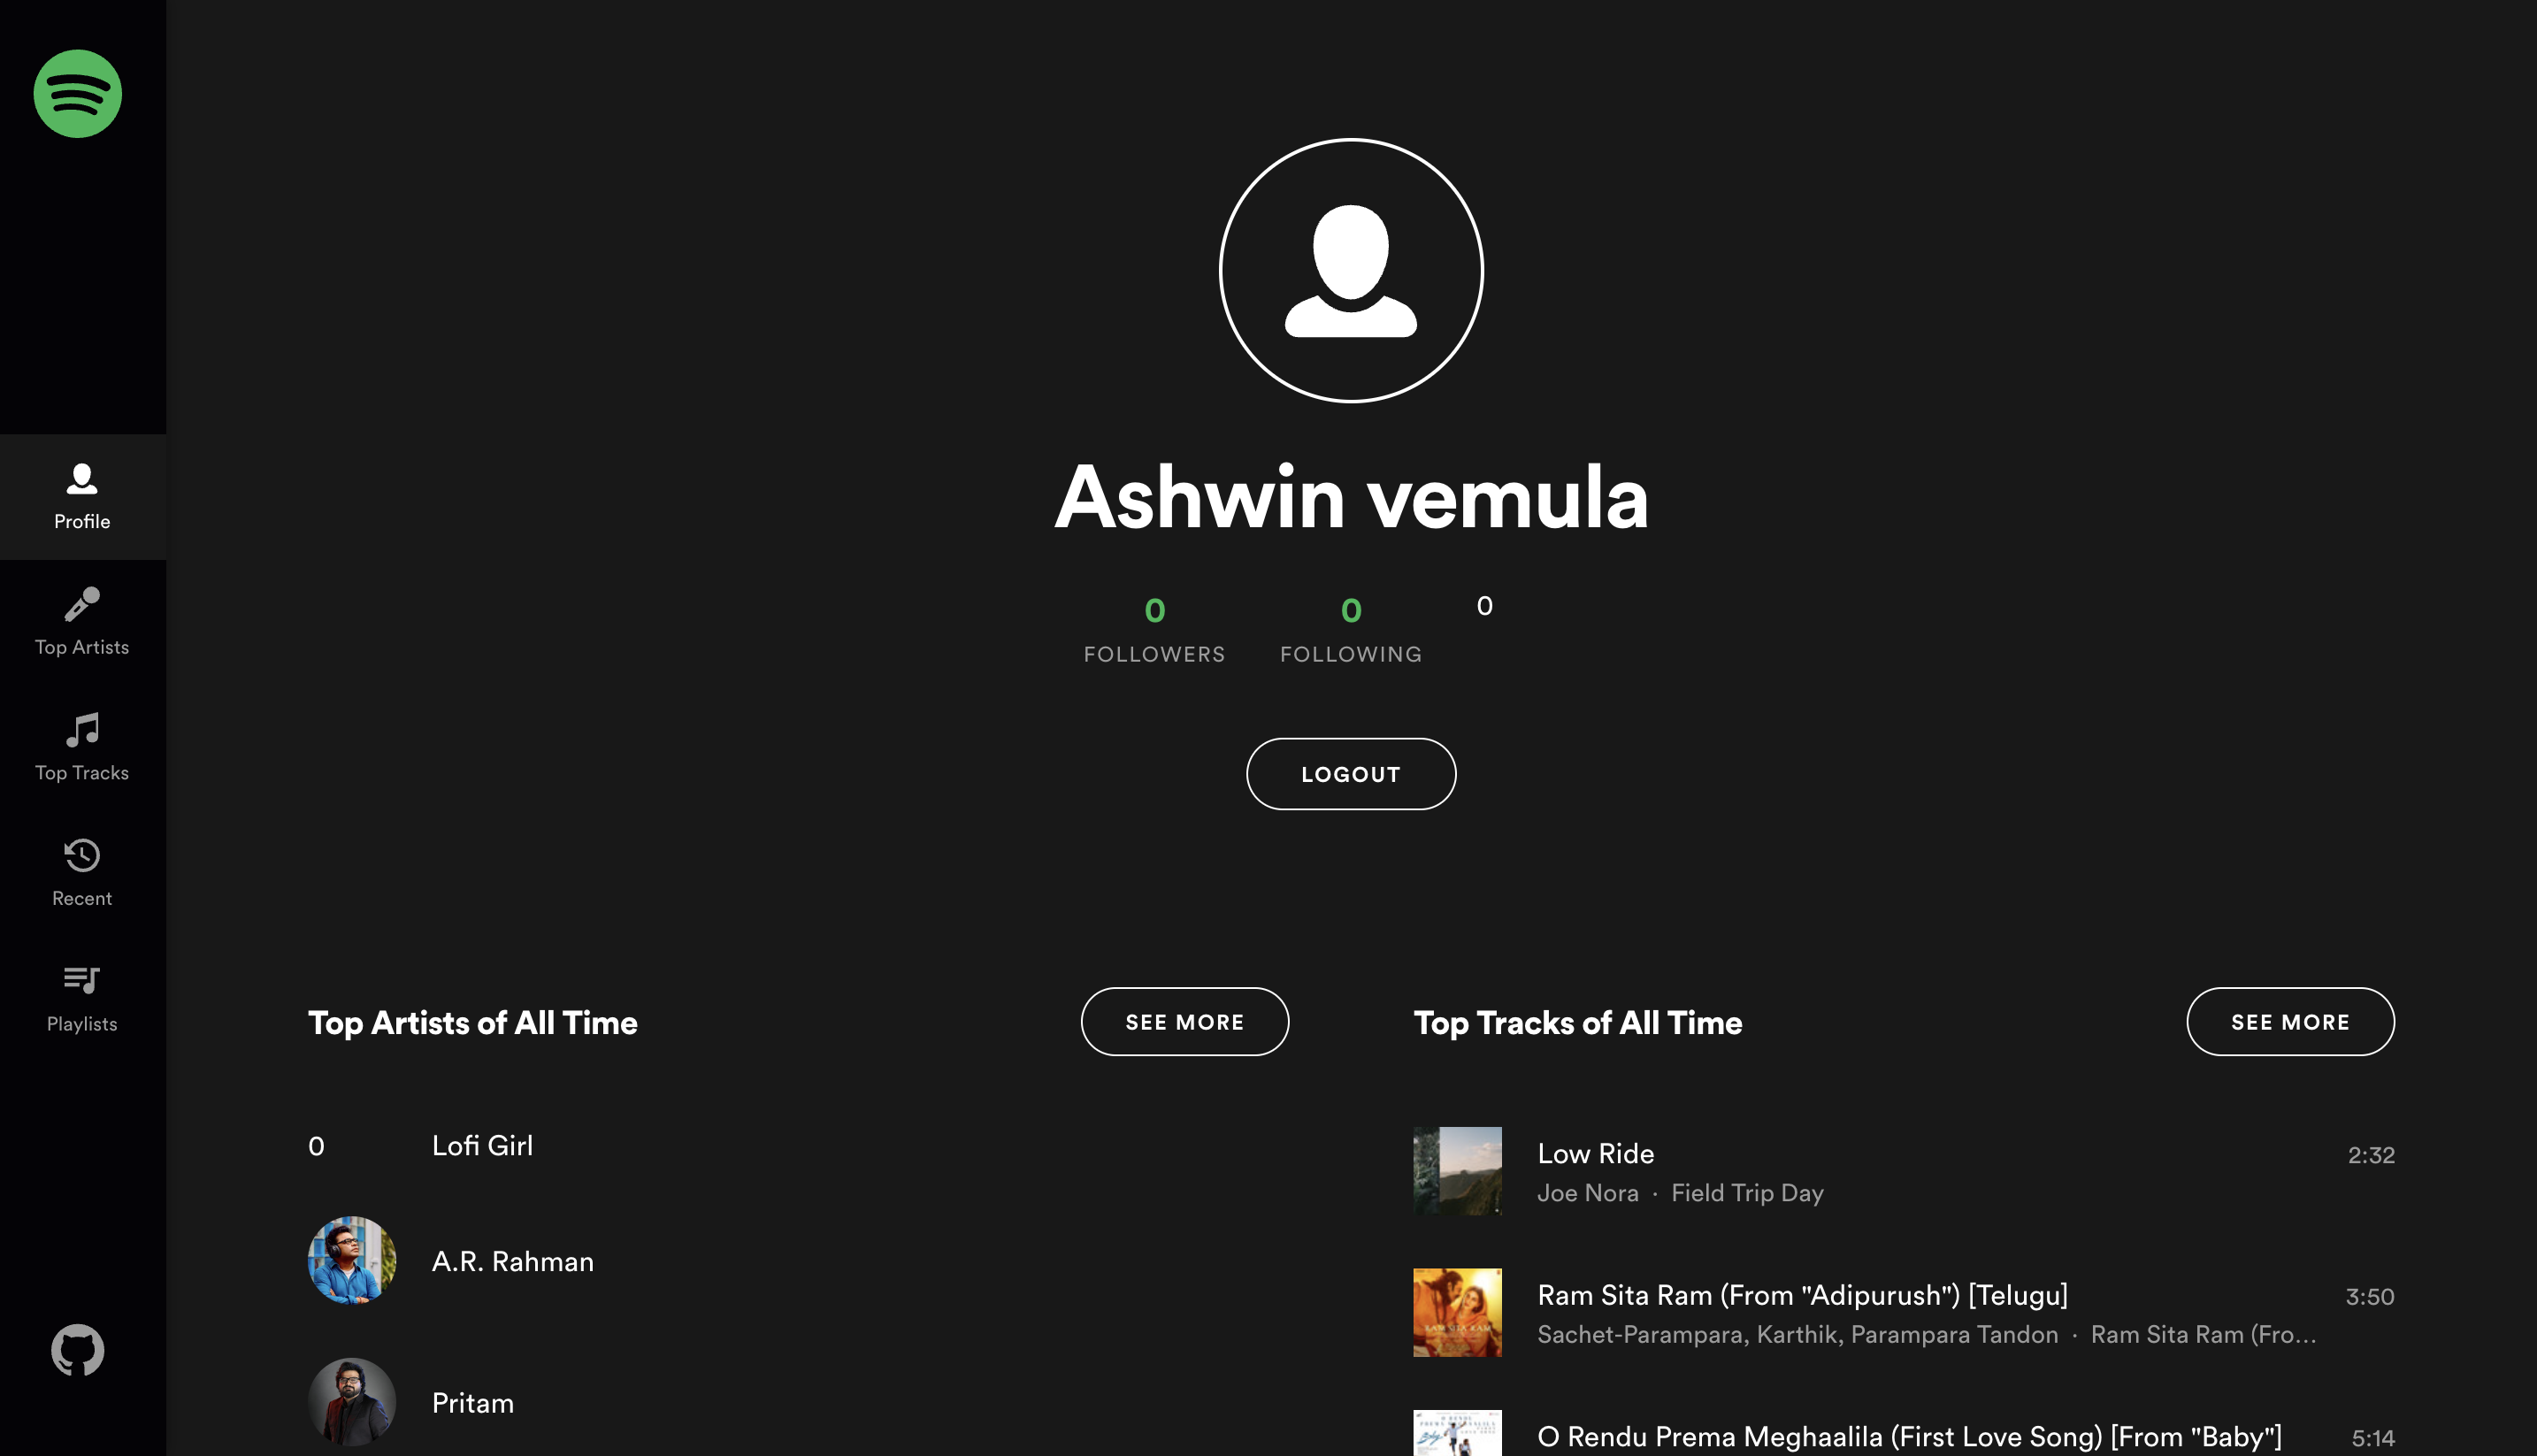 Profile
Top Artists
Top Tracks
Recent
Playlists
Ashwin vemula
0 0 0
FOLLOWERS FOLLOWING
LOGOUT
Top Artists of All Time
SEE MORE
0 Lofi Girl
A.R. Rahman
Pritam
Top Tracks of All Time
SEE MORE
Low Ride 2:32
Joe Nora · Field Trip Day
Ram Sita Ram (From "Adipurush") [Telugu] 3:50
Sachet-Parampara, Karthik, Parampara Tandon · Ram Sita Ram (Fro...
O Rendu Prema Meghaalila (First Love Song) [From "Baby"] 5:14